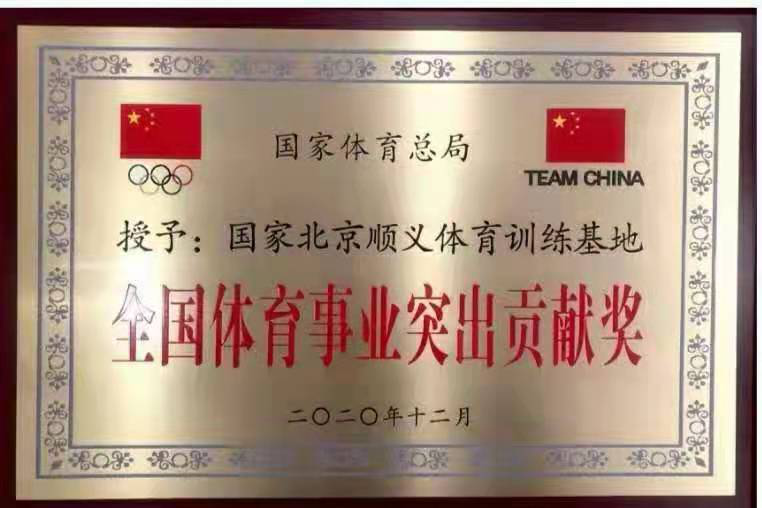 国家体育总局
TEAM CHINA
授予：国家北京顺义体育训练基地
全国体育事业突出贡献奖
二〇二〇年十二月